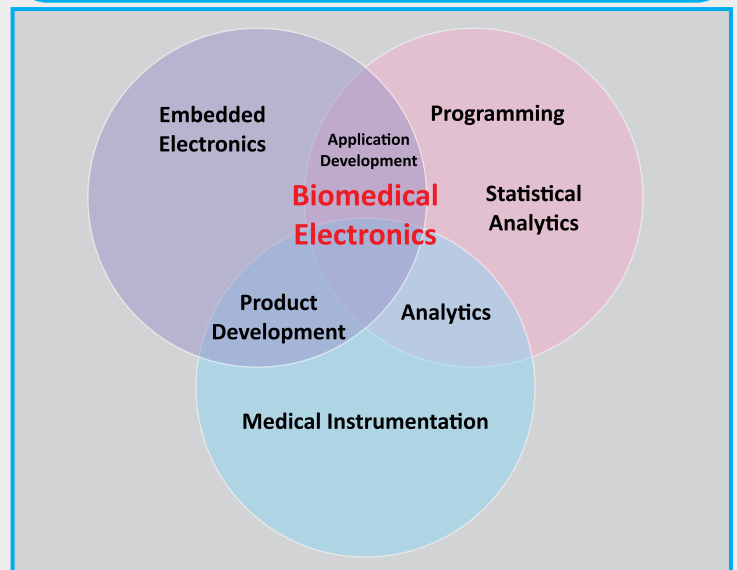 Embedded
Electronics
Application
Development
Programming
Biomedical
Electronics
Statistical
Analytics
Product
Development
Analytics
Medical Instrumentation